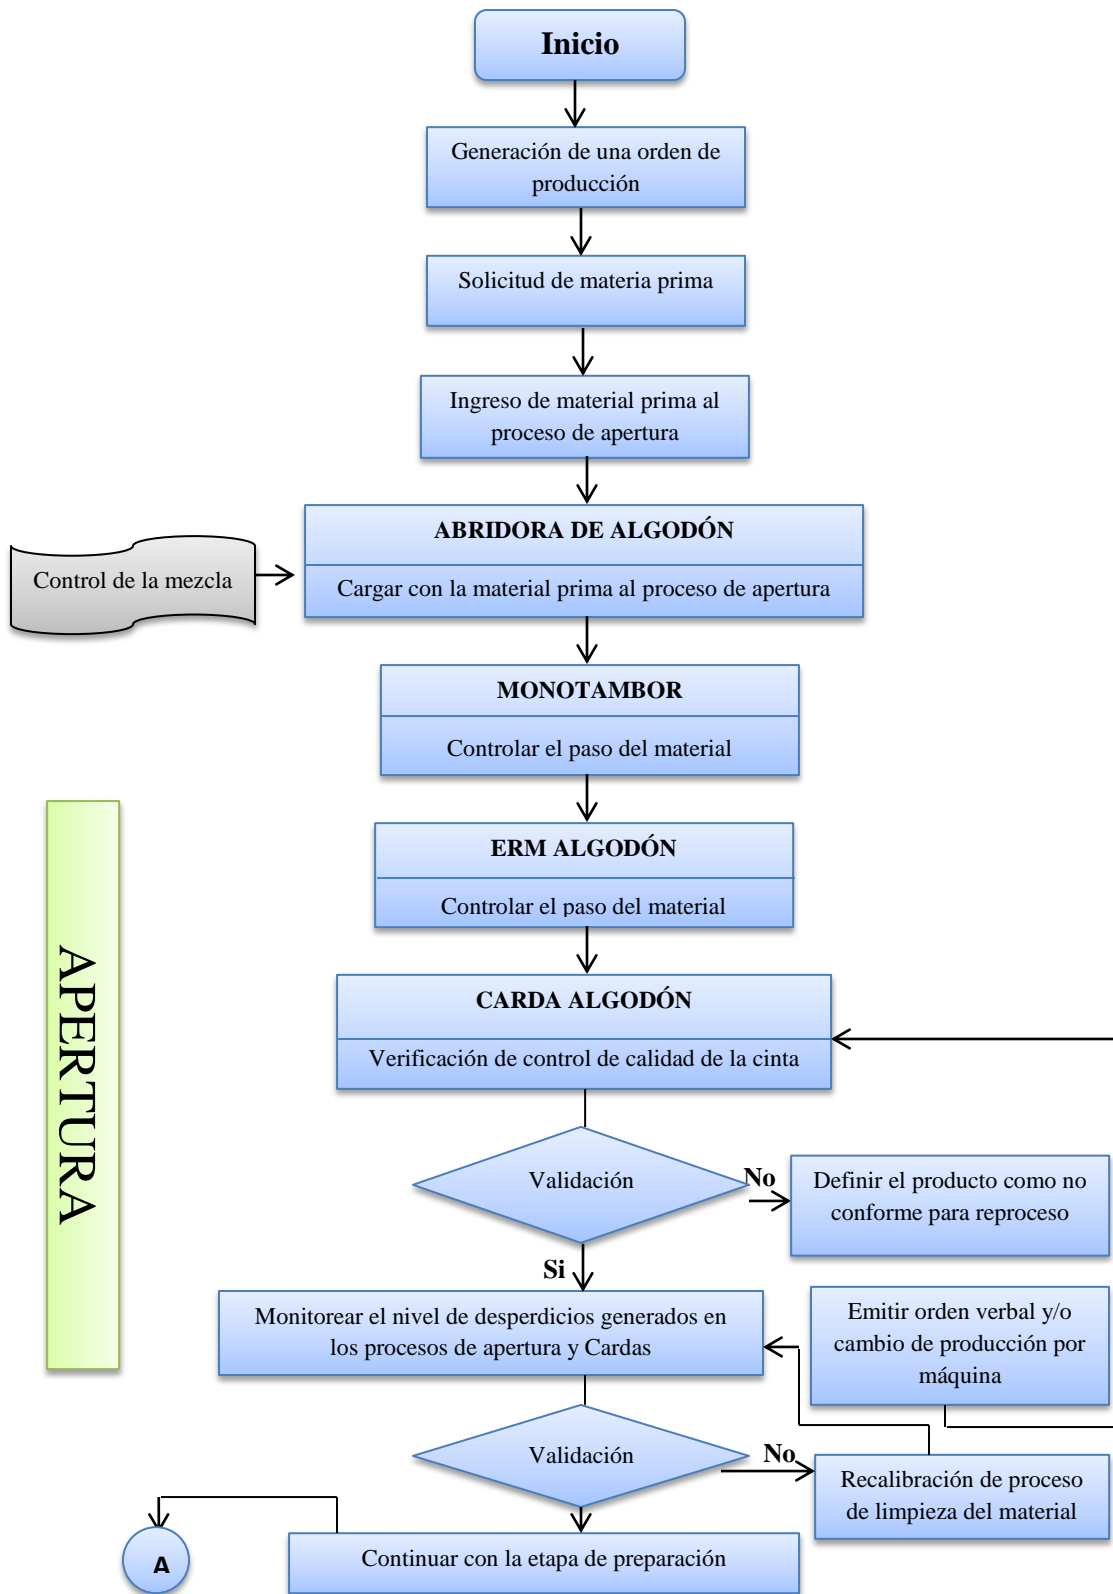 Inicio
Generación de una orden de
producción
Solicitud de materia prima
Ingreso de material prima al
proceso de apertura
ABRIDORA DE ALGODÓN
Control de la mezcla
Cargar con la material prima al proceso de apertura
MONOTAMBOR
Controlar el paso del material
ERM ALGODÓN
Controlar el paso del material
APERTURA
CARDA ALGODÓN
Verificación de control de calidad de la cinta
Validación
No
Definir el producto como no
conforme para reproceso
Si
Monitorear el nivel de desperdicios generados en
los procesos de apertura y Cardas
Emitir orden verbal y/o
cambio de producción por
máquina
Validación
No
Recalibración de proceso
de limpieza del material
Continuar con la etapa de preparación
A